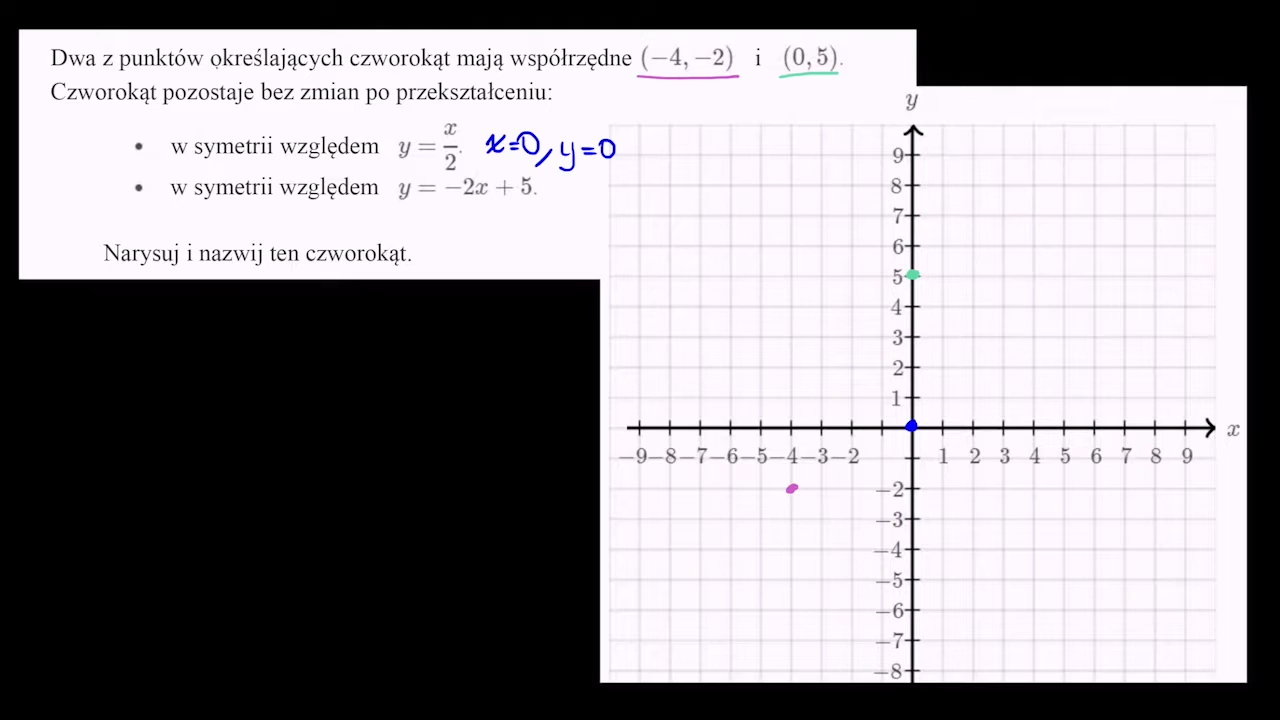 Dwa z punktów określających czworokąt mają współrzędne (−4, −2) i (0, 5).
Czworokąt pozostaje bez zmian po przekształceniu:
• w symetrii względem y = x/2. x=0, y=0
• w symetrii względem y = −2x + 5.
Narysuj i nazwij ten czworokąt.
y
9
8
7
6
5
4
3
2
1
−9 −8 −7 −6 −5 −4 −3 −2 1 2 3 4 5 6 7 8 9 x
−2
−3
−4
−5
−6
−7
−8